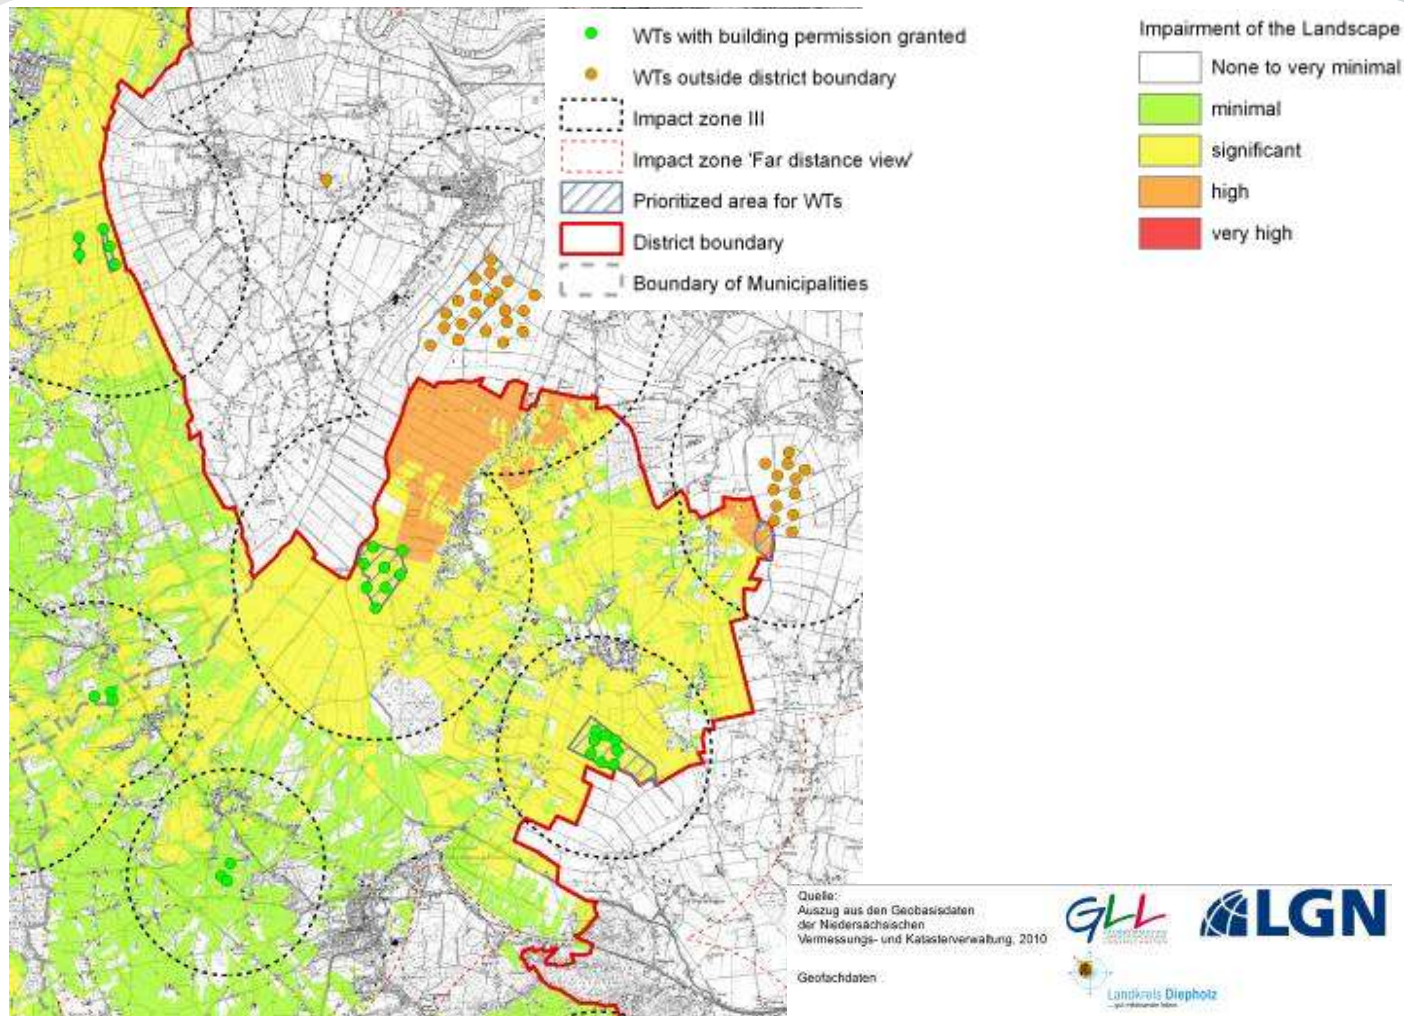 WTs with building permission granted
WTs outside district boundary
Impact zone III
Impact zone 'Far distance view'
Prioritized area for WTs
District boundary
Boundary of Municipalities
Impairment of the Landscape
None to very minimal
minimal
significant
high
very high
Quelle:
Auszug aus den Geobasisdaten
der Niedersächsischen
Vermessungs- und Katasterverwaltung, 2010
Geofachdaten
GLL
LGN
Landkreis Diepholz